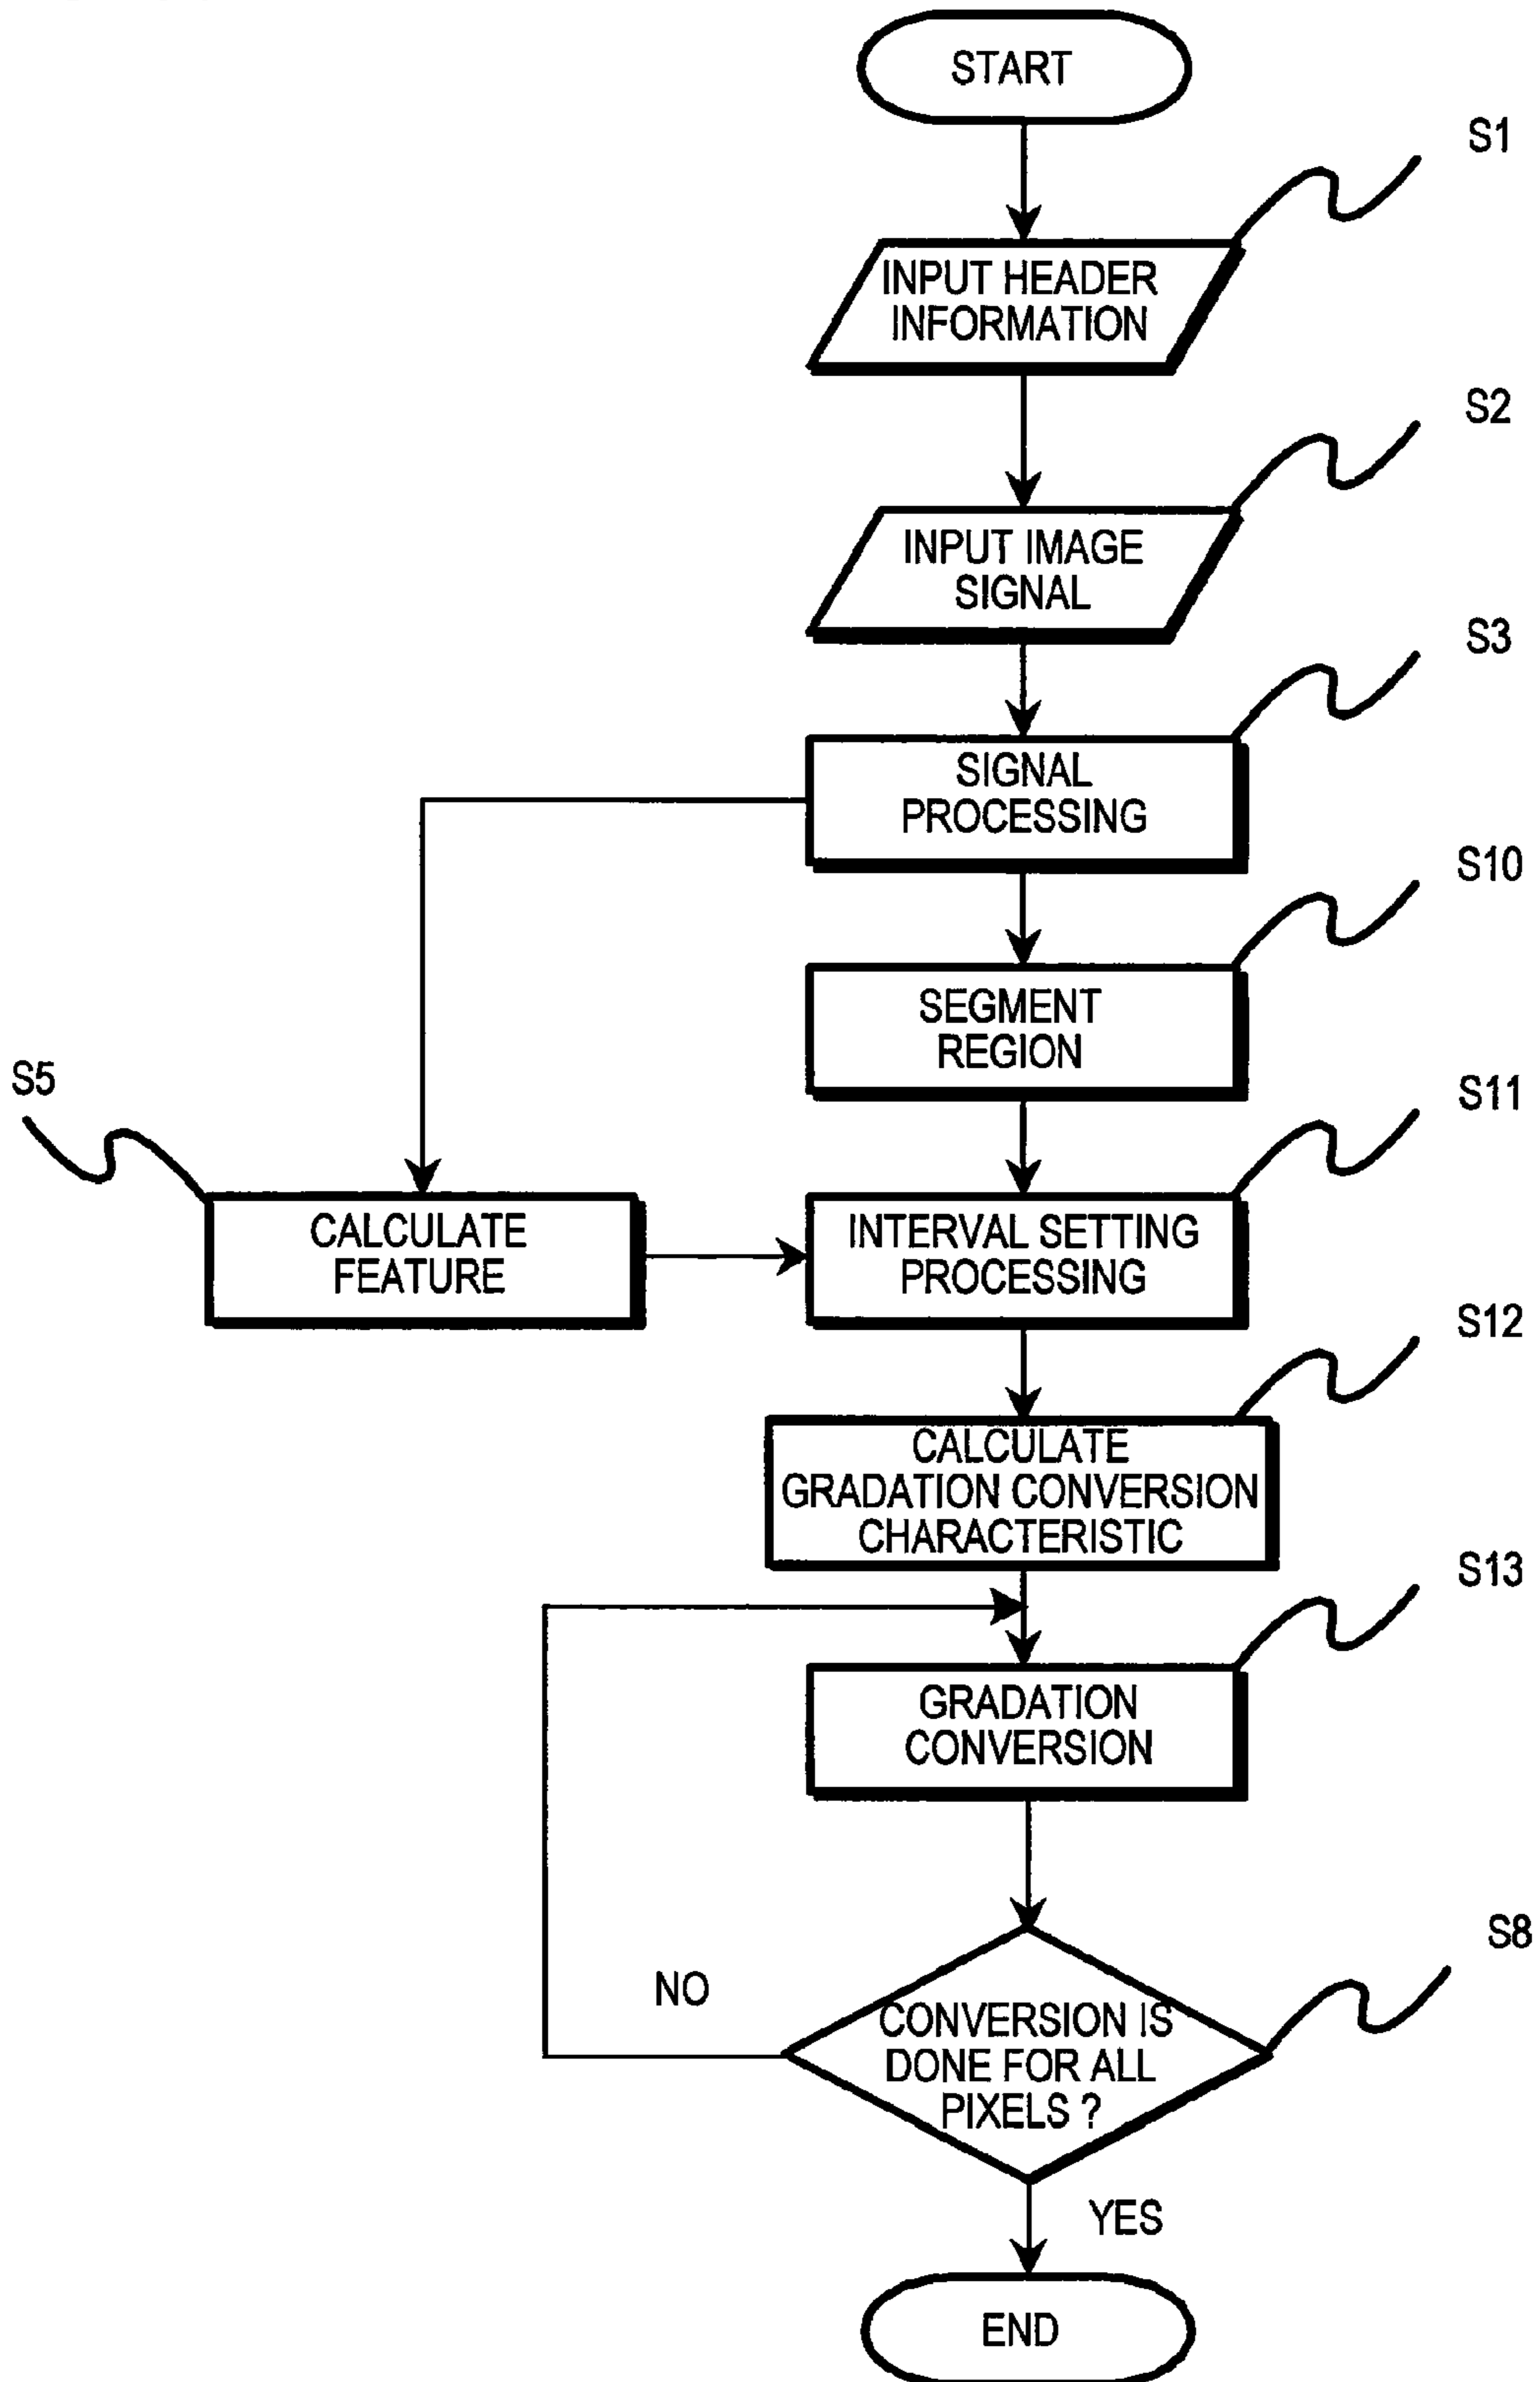 START
S1
INPUT HEADER
INFORMATION
S2
INPUT IMAGE
SIGNAL
S3
SIGNAL
PROCESSING
S10
SEGMENT
REGION
S5
S11
CALCULATE
FEATURE
INTERVAL SETTING
PROCESSING
S12
CALCULATE
GRADATION CONVERSION
CHARACTERISTIC
S13
GRADATION
CONVERSION
S8
NO
CONVERSION IS
DONE FOR ALL
PIXELS ?
YES
END